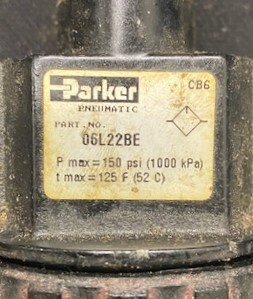 Parker
CB6
PNEUMATIC
PART.NO.
06L22BE
P max=150 psi (1000 kPa)
t max=125 F (52 C)